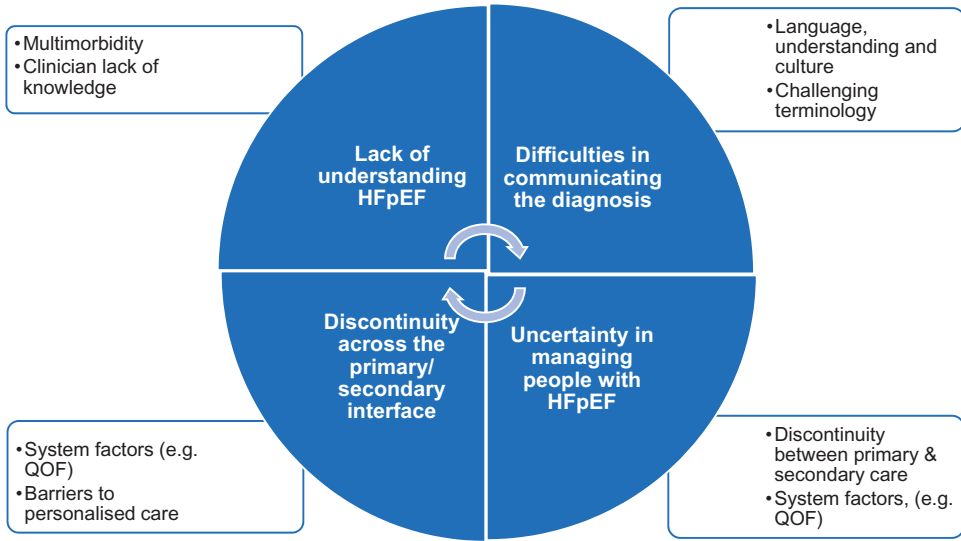 •Multimorbidity
•Clinician lack of
knowledge
•Language,
understanding and
culture
•Challenging
terminology
Lack of
understanding
HFpEF
Difficulties in
communicating
the diagnosis
Discontinuity
across the
primary/
secondary
interface
Uncertainty in
managing
people with
HFpEF
•System factors (e.g.
QOF)
•Barriers to
personalised care
•Discontinuity
between primary &
secondary care
•System factors, (e.g.
QOF)